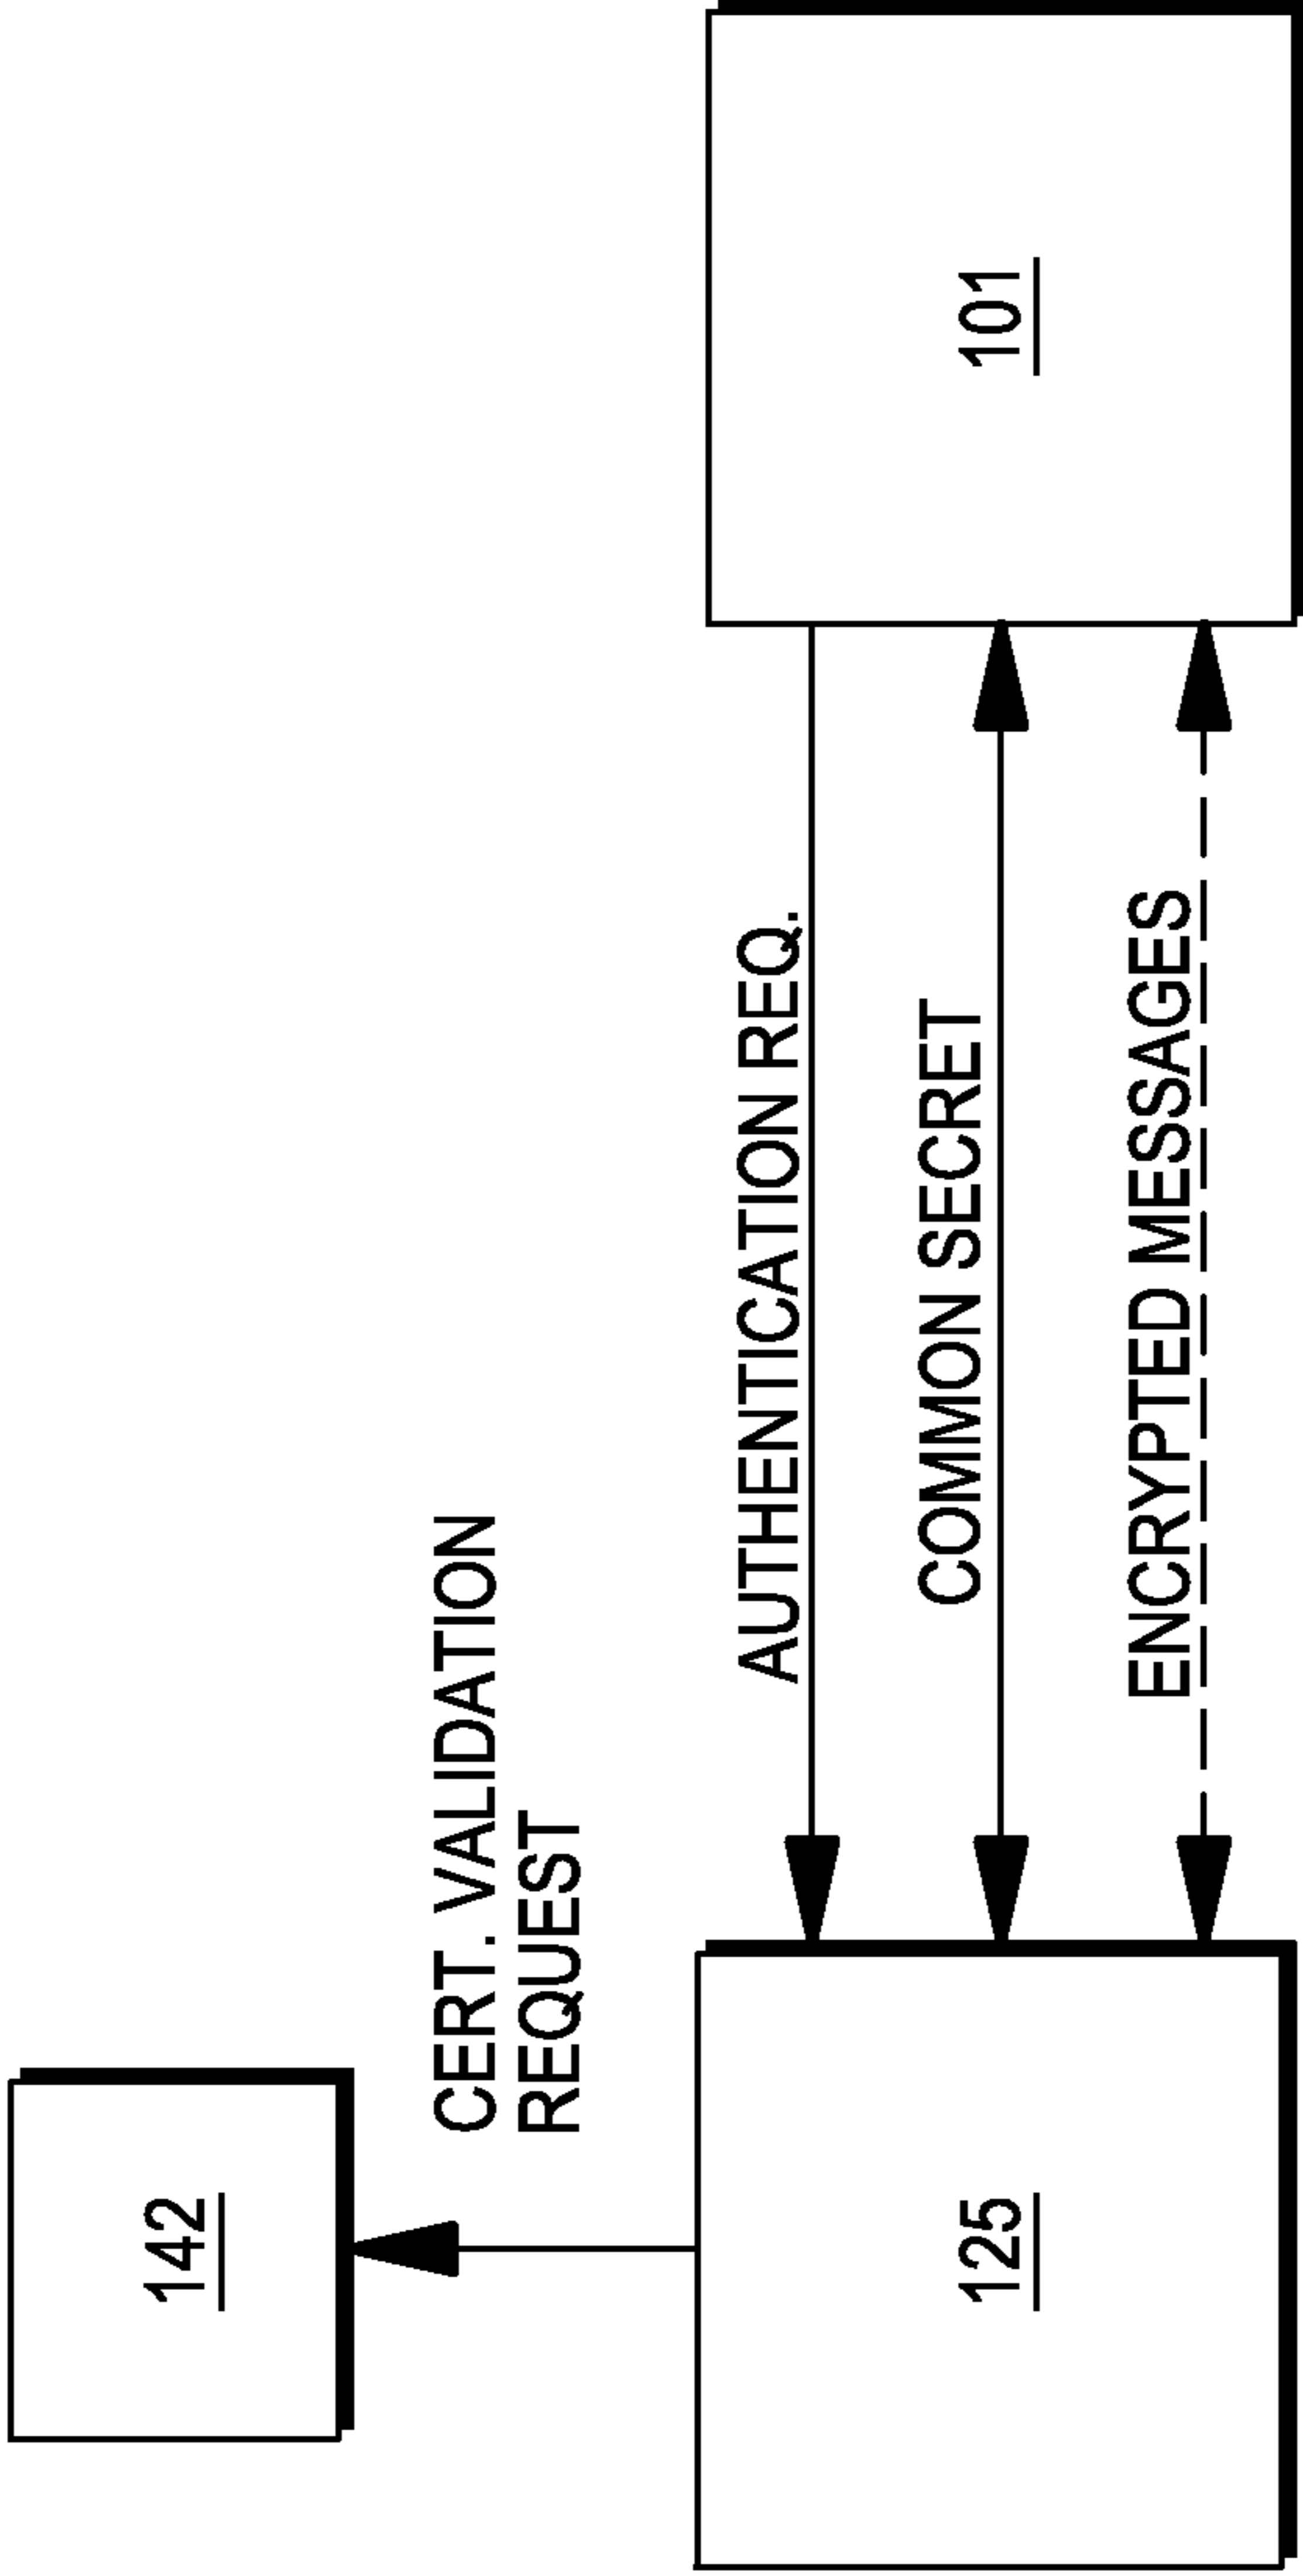 142
CERT. VALIDATION
REQUEST
AUTHENTICATION REQ.
COMMON SECRET
ENCRYPTED MESSAGES
125
101